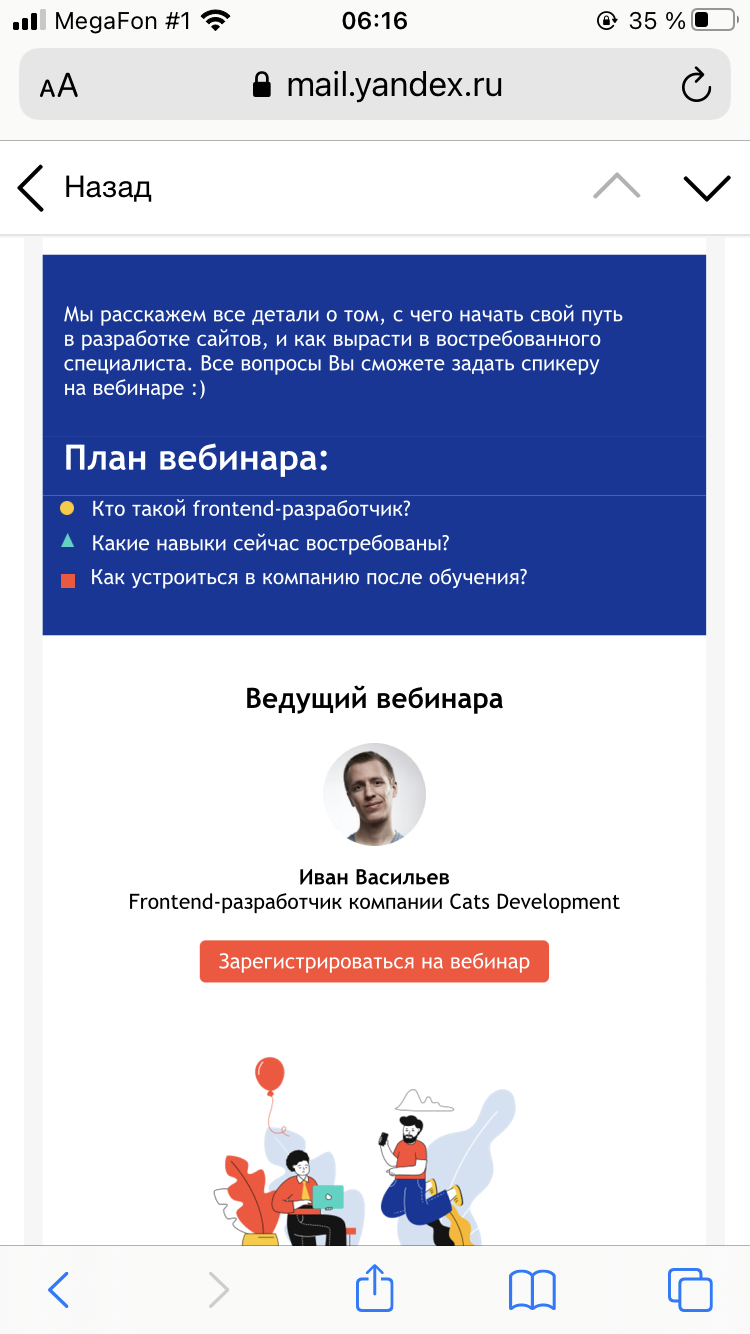 MegaFon #1
06:16
35 %
AA
mail.yandex.ru
Назад
Мы расскажем все детали о том, с чего начать свой путь
в разработке сайтов, и как вырасти в востребованного
специалиста. Все вопросы Вы сможете задать спикеру
на вебинаре :)
План вебинара:
Кто такой frontend-разработчик?
Какие навыки сейчас востребованы?
Как устроиться в компанию после обучения?
Ведущий вебинара
Иван Васильев
Frontend-разработчик компании Cats Development
Зарегистрироваться на вебинар